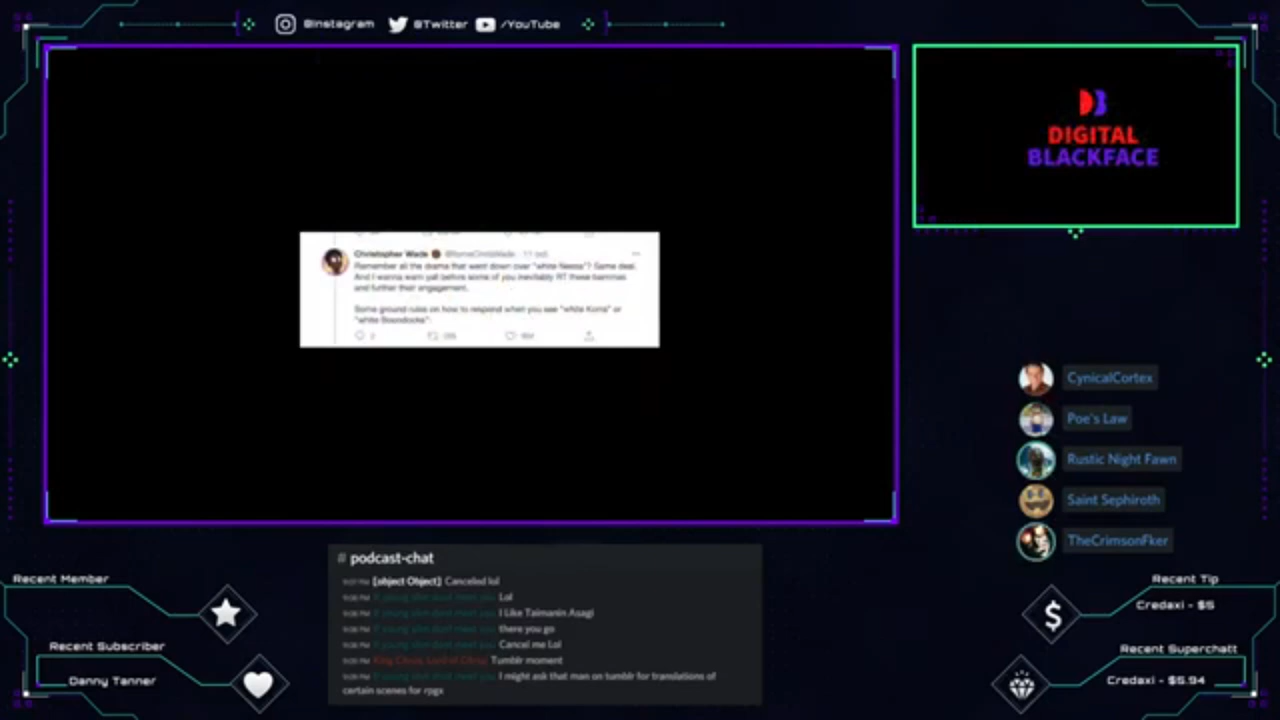 @Instagram @Twitter /YouTube
DB
DIGITAL
BLACKFACE
Christopher Wade
Remember all the drama that went down over "white Neesa"? Same deal.
And I wanna warn yall before some of you inevitably RT these bammas
and further their engagement.
Some ground rules on how to respond when you see "white Korra" or
"white Boondocks":
CynicalCortex
Poe's Law
Rustic Night Fawn
Saint Sephiroth
TheCrimsonFker
# podcast-chat
[object Object] Canceled lol
Lol
I Like Taimanin Asagi
there you go
Cancel me Lol
Tumblr moment
I might ask that man on tumblr for translations of
certain scenes for rpgx
Recent Member
Recent Subscriber
Danny Tanner
Recent Tip
Credaxi - $5
Recent Superchatt
Credaxi - $5.94